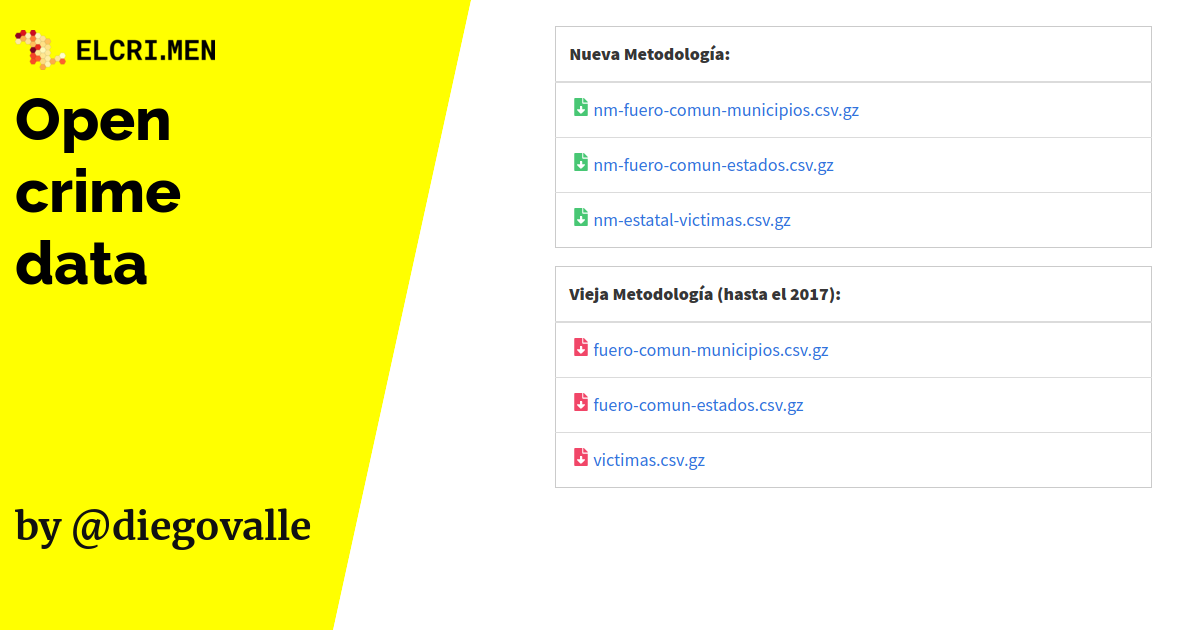 ELCRI.MEN
Open
crime
data
by @diegovalle
Nueva Metodología:
nm-fuero-comun-municipios.csv.gz
nm-fuero-comun-estados.csv.gz
nm-estatal-victimas.csv.gz
Vieja Metodología (hasta el 2017):
fuero-comun-municipios.csv.gz
fuero-comun-estados.csv.gz
victimas.csv.gz